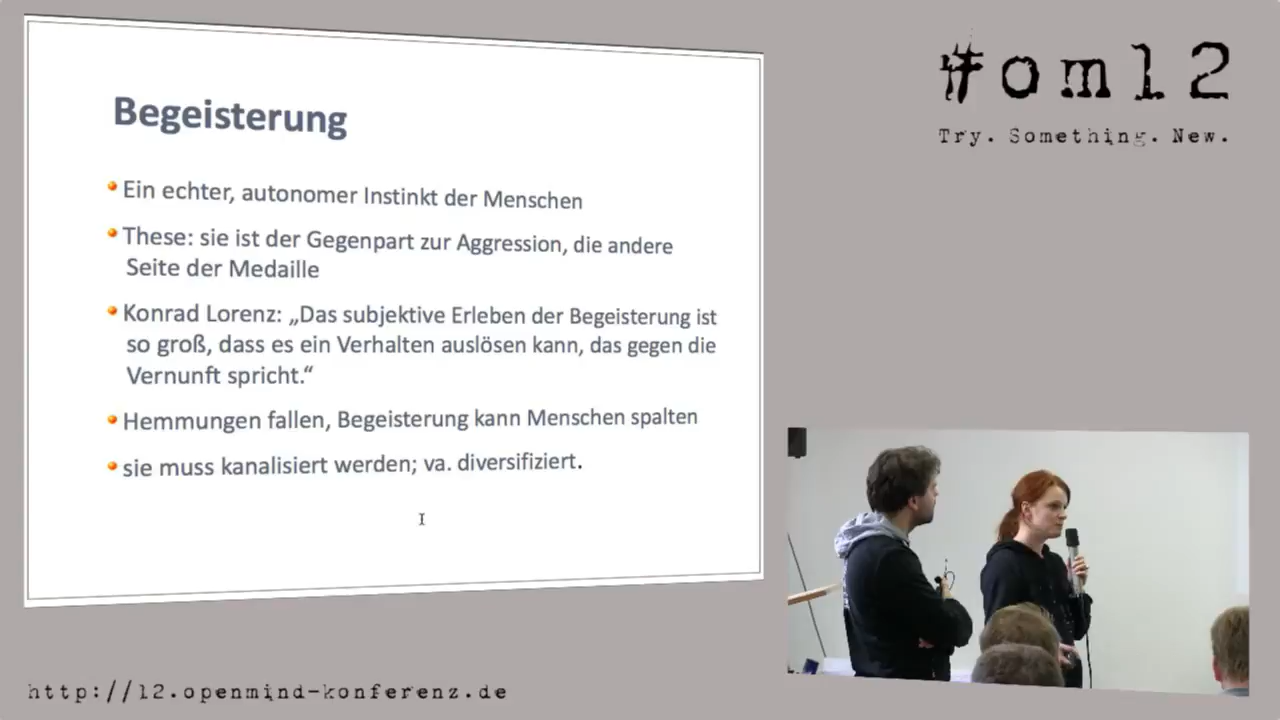 #om12
Try. Something. New.
Begeisterung
Ein echter, autonomer Instinkt der Menschen
These: sie ist der Gegenpart zur Aggression, die andere
Seite der Medaille
Konrad Lorenz: „Das subjektive Erleben der Begeisterung ist
so groß, dass es ein Verhalten auslösen kann, das gegen die
Vernunft spricht.“
Hemmungen fallen, Begeisterung kann Menschen spalten
sie muss kanalisiert werden; va. diversifiziert.
http://12.openmind-konferenz.de